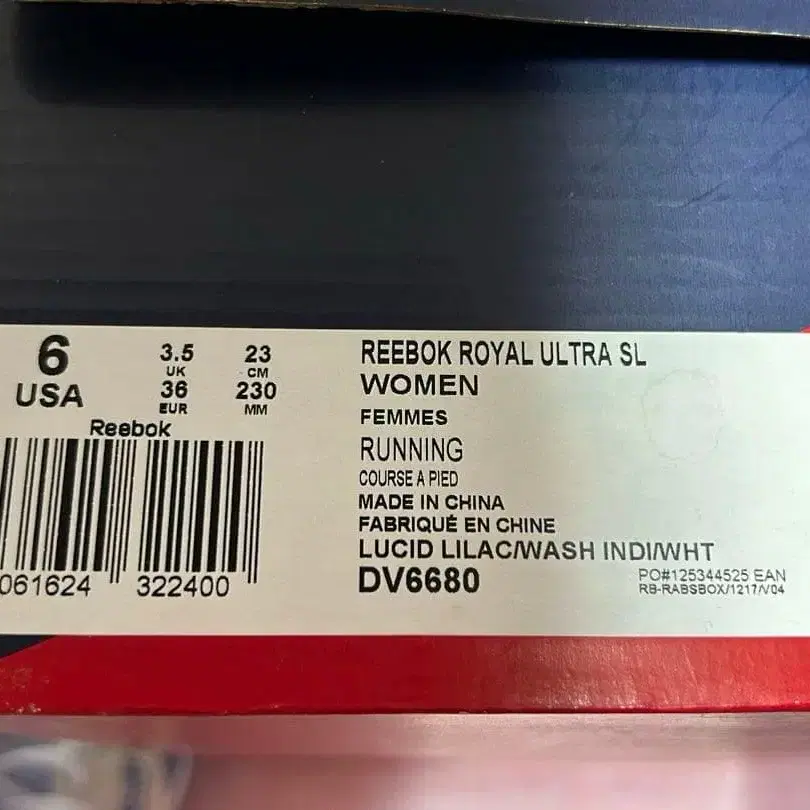 6 3.5 23
USA UK CM
36 230
EUR MM
Reebok
061624 322400
REEBOK ROYAL ULTRA SL
WOMEN
FEMMES
RUNNING
COURSE A PIED
MADE IN CHINA
FABRIQUÉ EN CHINE
LUCID LILAC/WASH INDI/WHT
DV6680
PO#125344525 EAN
RB-RABSBOX/1217/V04